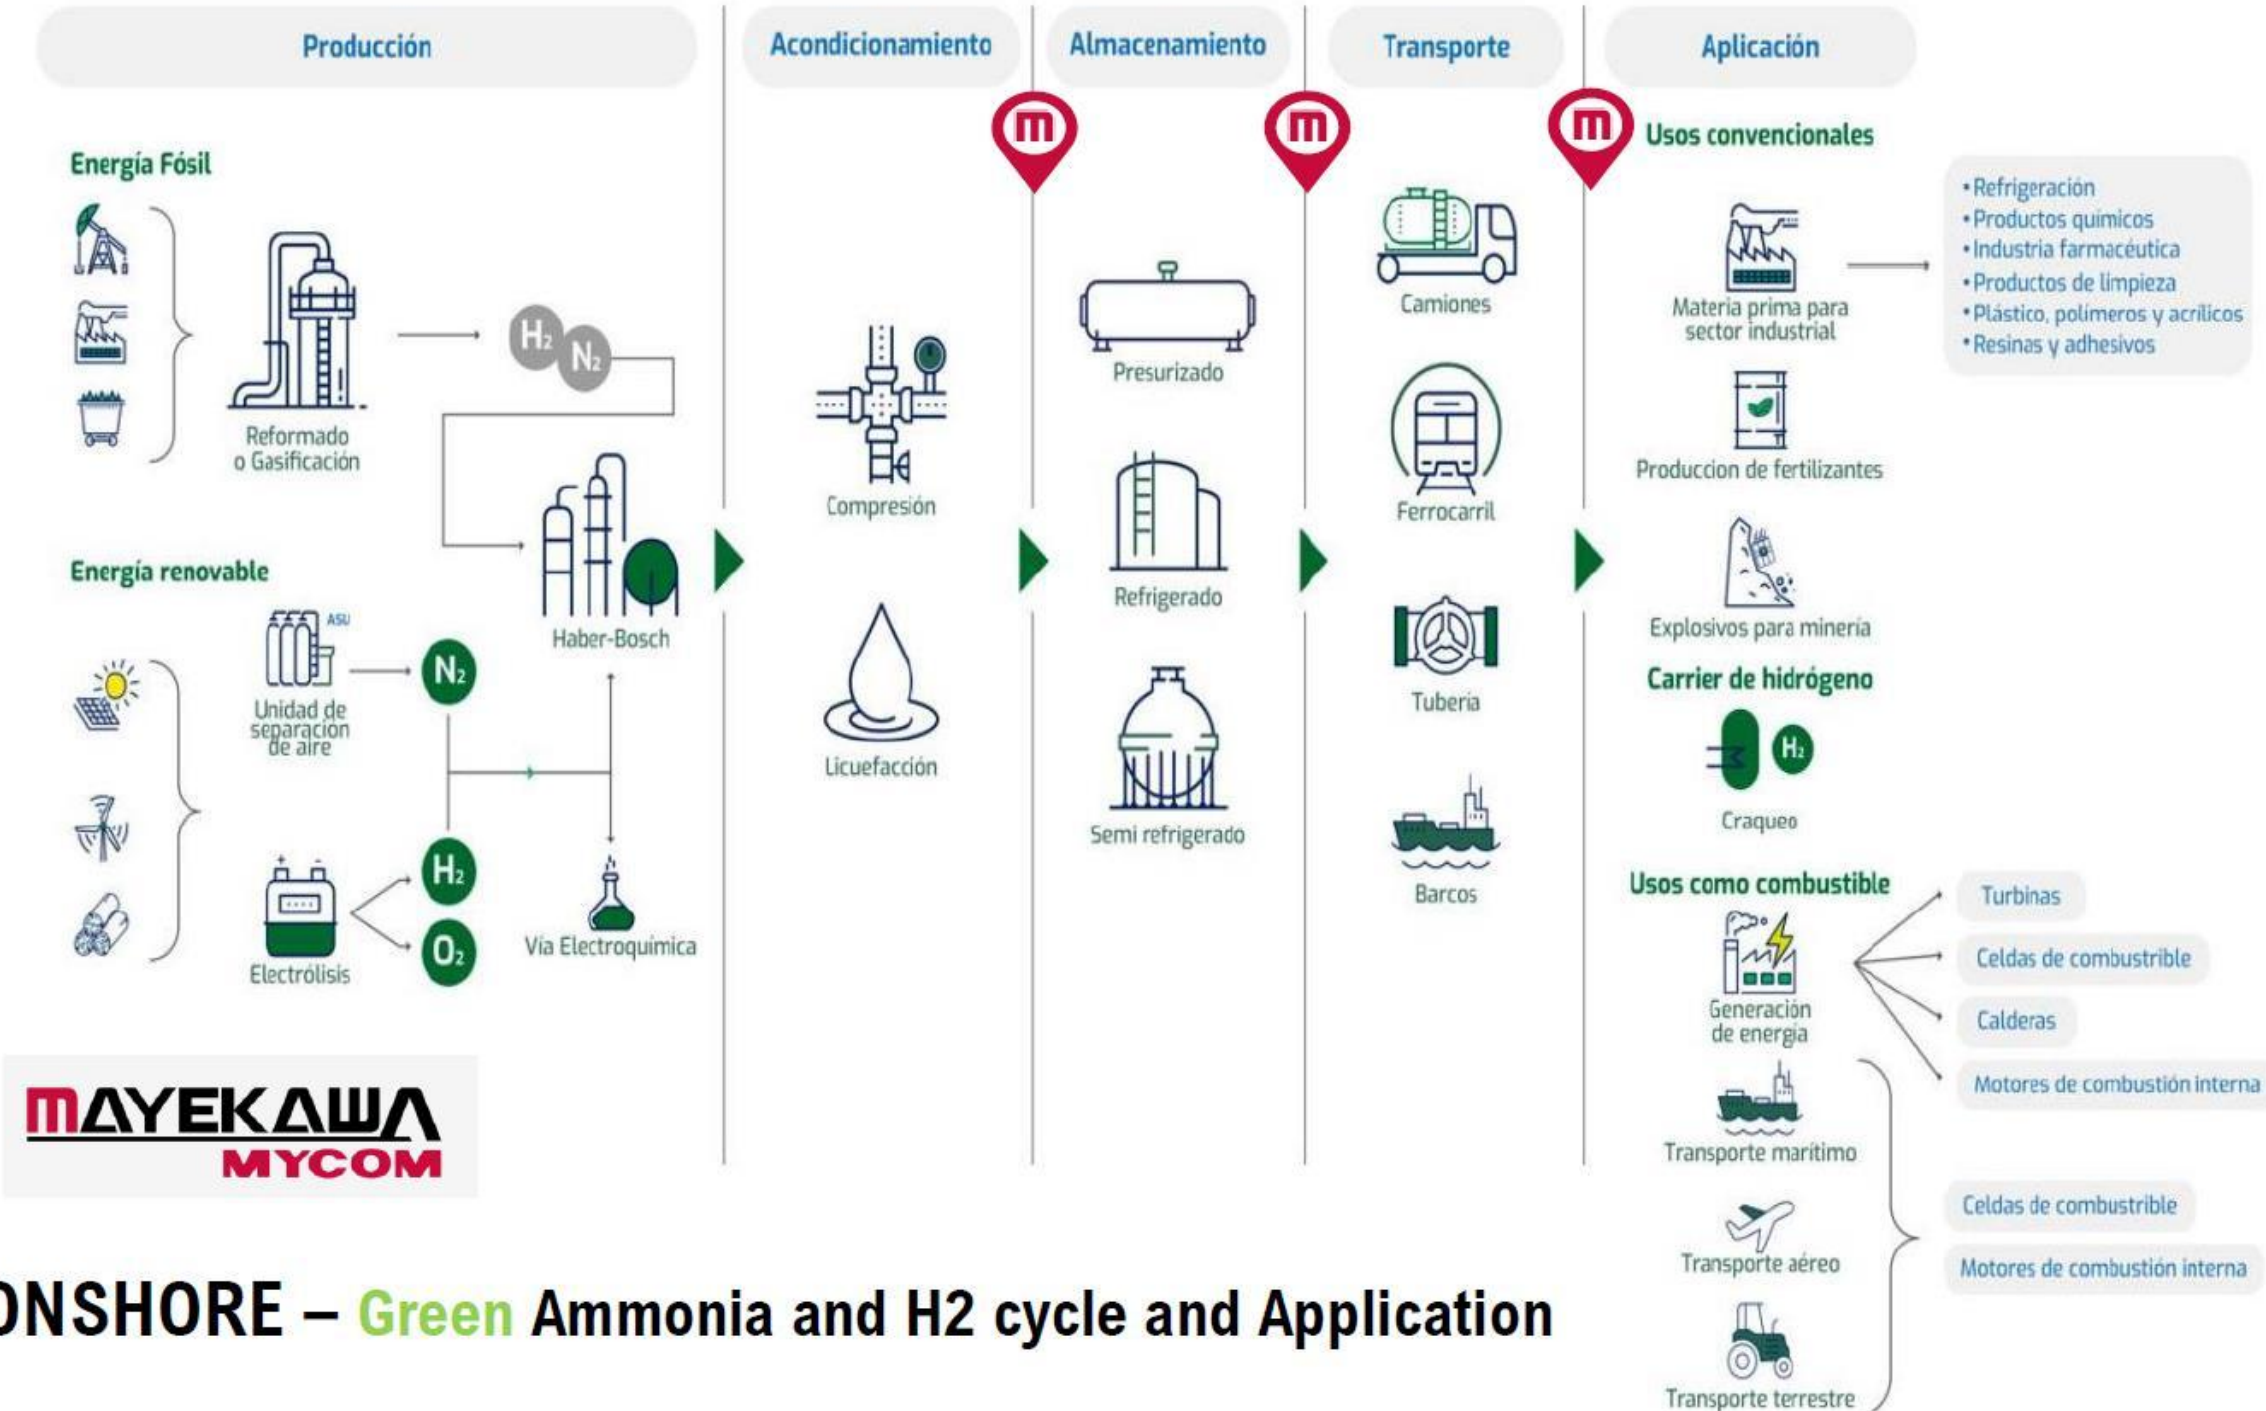 Producción
Acondicionamiento
Almacenamiento
Transporte
Aplicación
m
m
m
Energía Fósil
Reformado
o Gasificación
H2
N2
Haber-Bosch
Energía renovable
ASU
Unidad de
separación
de aire
N2
+ -
Electrólisis
H2
O2
Vía Electroquímica
Compresión
Licuefacción
Presurizado
Refrigerado
Semi refrigerado
Camiones
Ferrocarril
Tubería
Barcos
Usos convencionales
Materia prima para
sector industrial
• Refrigeración
• Productos químicos
• Industria farmacéutica
• Productos de limpieza
• Plástico, polímeros y acrílicos
• Resinas y adhesivos
Produccion de fertilizantes
Explosivos para minería
Carrier de hidrógeno
H2
Craqueo
Usos como combustible
Generación
de energía
Turbinas
Celdas de combustrible
Calderas
Motores de combustión interna
Transporte marítimo
Transporte aéreo
Transporte terrestre
Celdas de combustrible
Motores de combustión interna
MAYEKAWA
MYCOM
ONSHORE – Green Ammonia and H2 cycle and Application